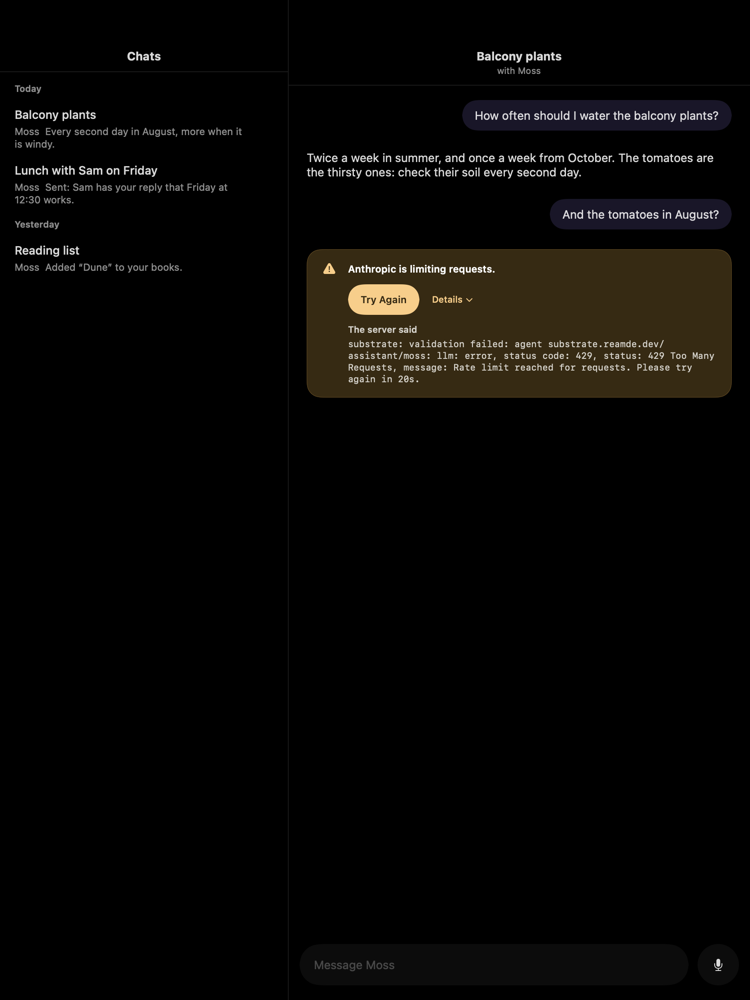 Chats
Today
Balcony plants
Moss Every second day in August, more when it
is windy.
Lunch with Sam on Friday
Moss Sent: Sam has your reply that Friday at
12:30 works.
Yesterday
Reading list
Moss Added “Dune” to your books.
Balcony plants
with Moss
How often should I water the balcony plants?
Twice a week in summer, and once a week from October. The tomatoes are
the thirsty ones: check their soil every second day.
And the tomatoes in August?
Anthropic is limiting requests.
Try Again
Details
The server said
substrate: validation failed: agent substrate.reamde.dev/
assistant/moss: llm: error, status code: 429, status: 429 Too Many
Requests, message: Rate limit reached for requests. Please try
again in 20s.
Message Moss